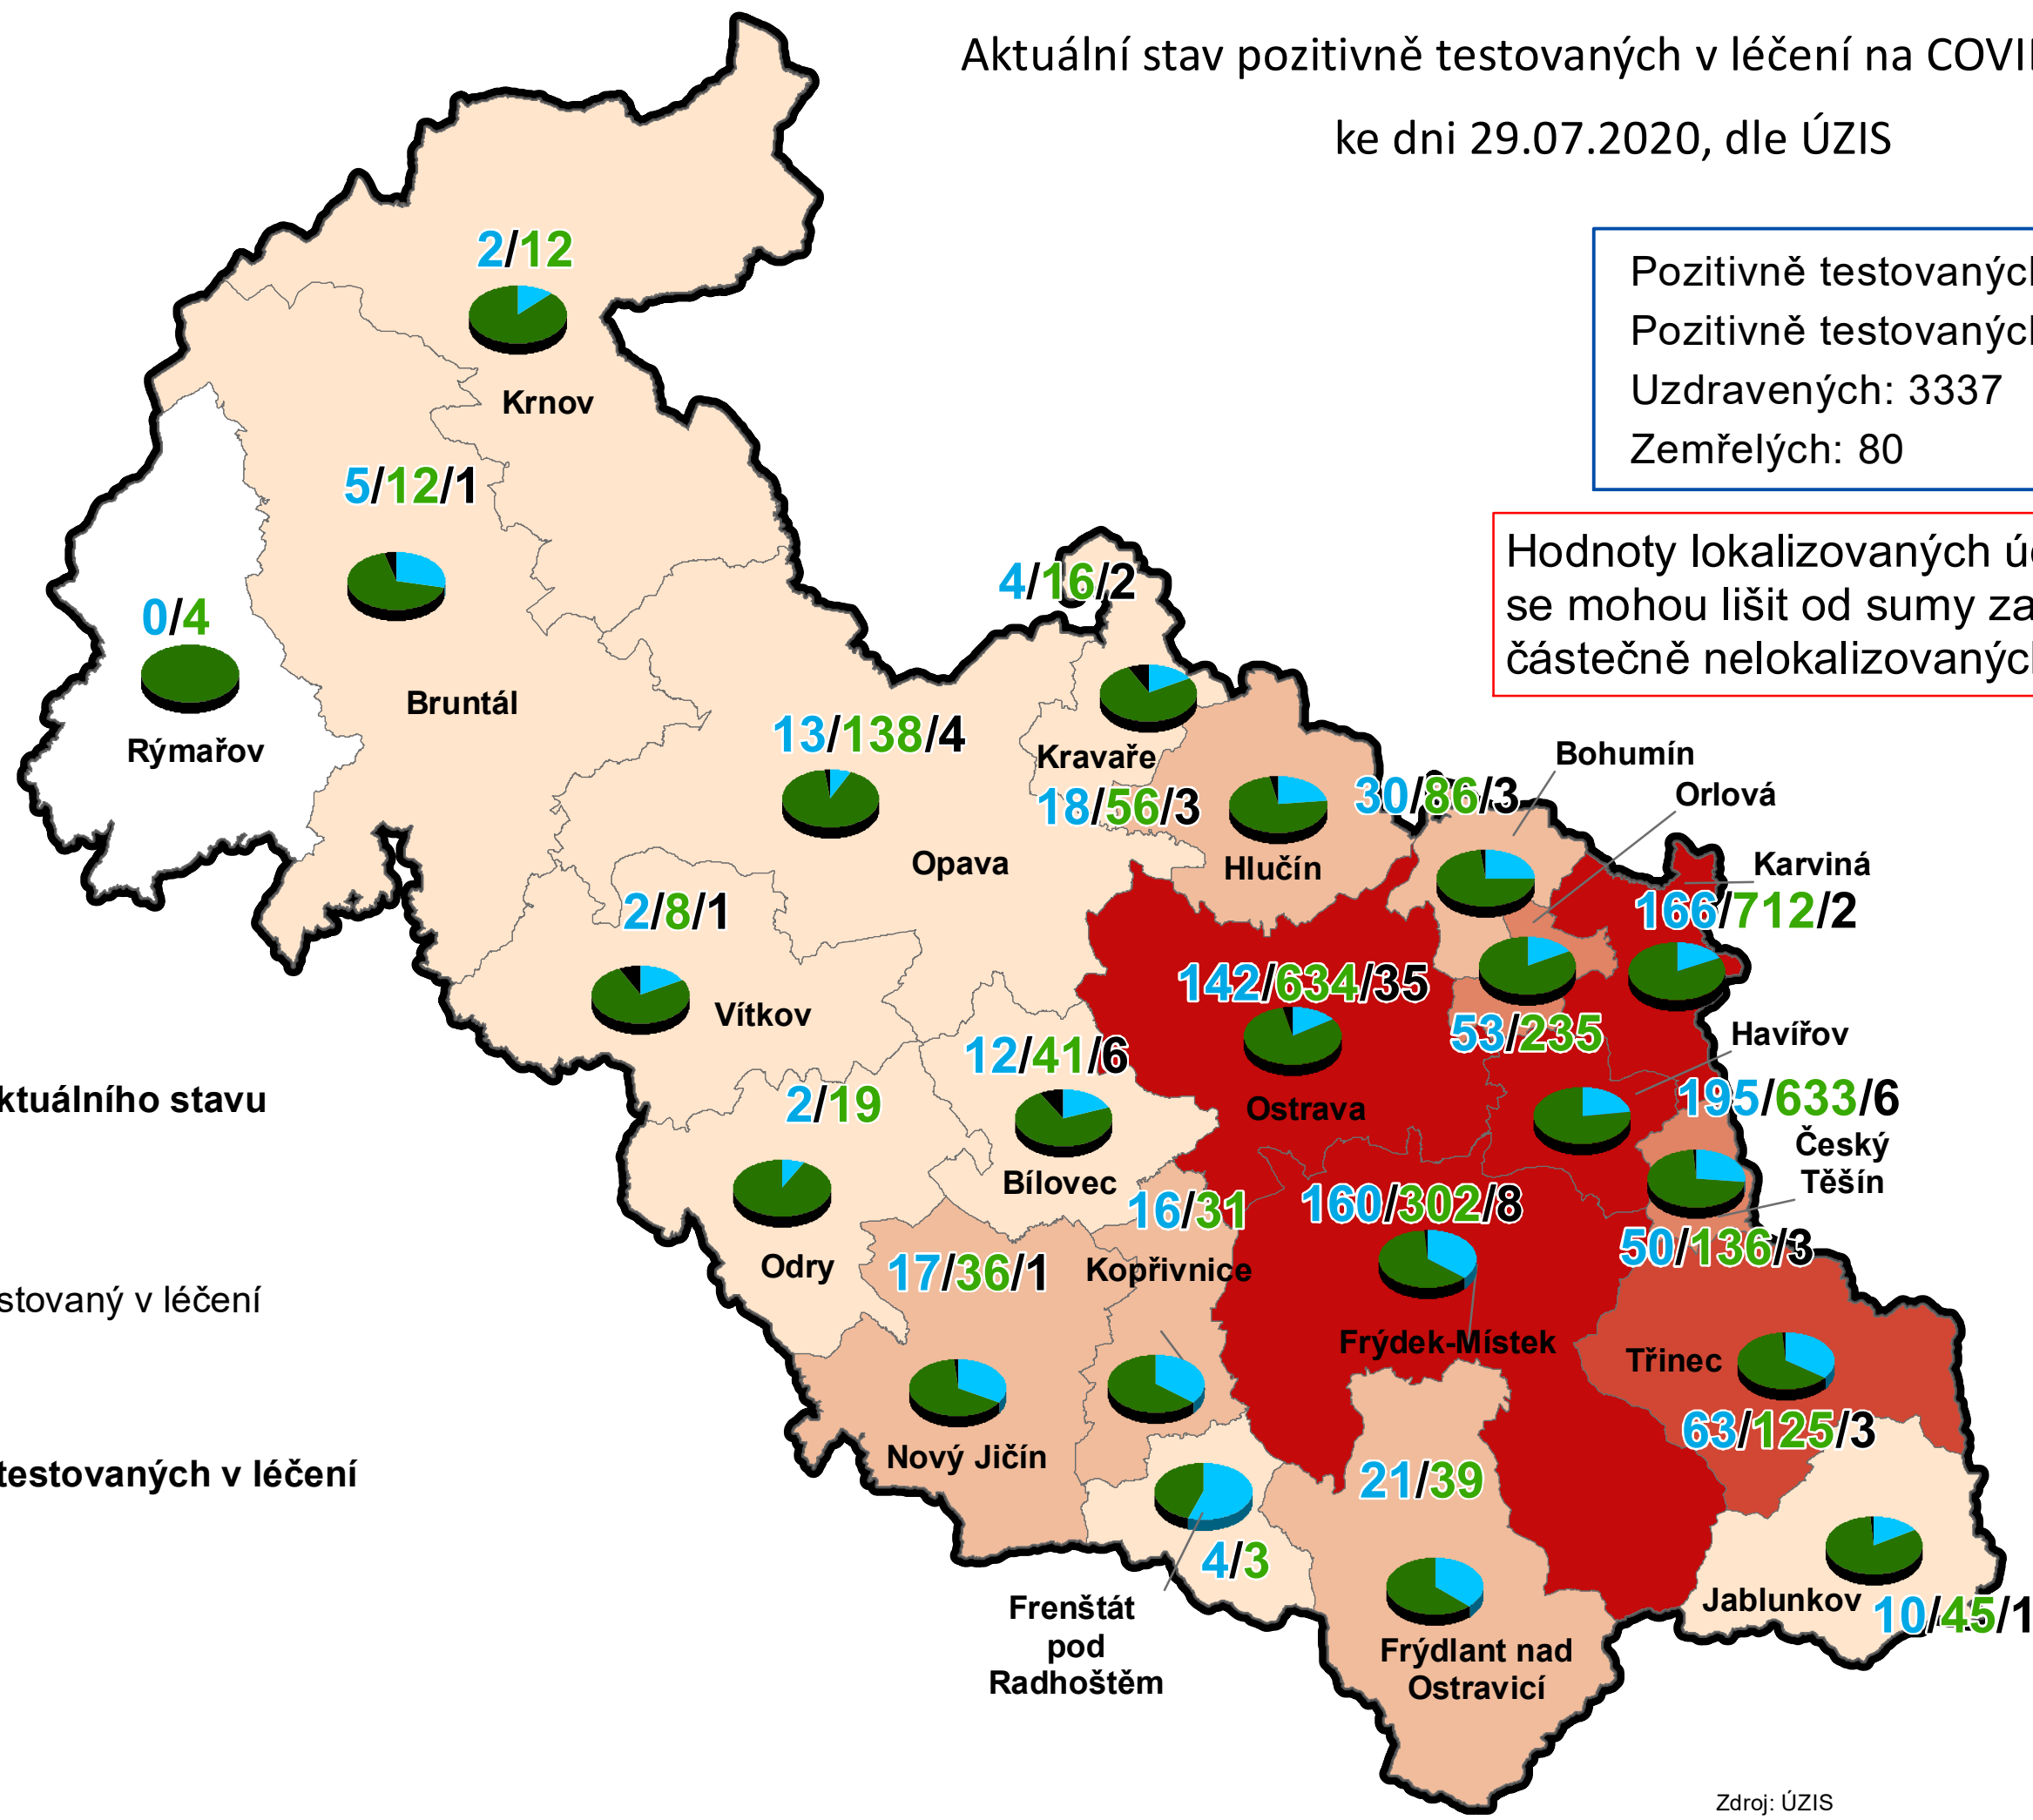 Aktuální stav pozitivně testovaných v léčení na COVI
ke dni 29.07.2020, dle ÚZIS
Pozitivně testovaných
Pozitivně testovaných
Uzdravených: 3337
Zemřelých: 80
Hodnoty lokalizovaných
se mohou lišit od sumy za
částečně nelokalizovaných
2/12
Krnov
5/12/1
Bruntál
0/4
Rýmařov
4/16/2
Kravaře
13/138/4
Opava
18/56/3
Hlučín
30/86/3
Bohumín
Orlová
Karviná
166/712/2
2/8/1
Vítkov
142/634/35
Ostrava
53/235
Havířov
195/633/6
12/41/6
Bílovec
2/19
Odry
Český
Těšín
50/136/3
16/31
Kopřivnice
160/302/8
Frýdek-Místek
17/36/1
Nový Jičín
Třinec
63/125/3
21/39
Frýdlant nad
Ostravicí
4/3
Frenštát
pod
Radhoštěm
Jablunkov
10/45/1
ktuálního stavu
stovaný v léčení
testovaných v léčení
Zdroj: ÚZIS